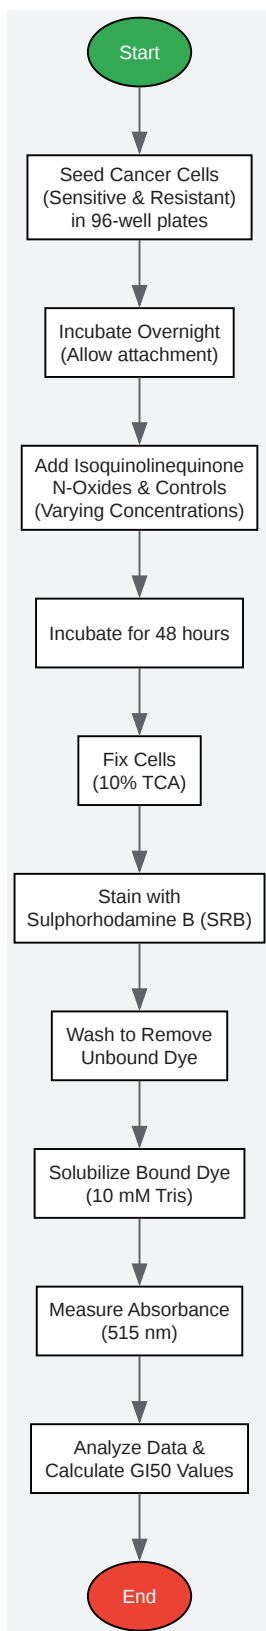 Start
Seed Cancer Cells
(Sensitive & Resistant)
in 96-well plates
Incubate Overnight
(Allow attachment)
Add Isoquinolinequinone
N-Oxides & Controls
(Varying Concentrations)
Incubate for 48 hours
Fix Cells
(10% TCA)
Stain with
Sulphorhodamine B (SRB)
Wash to Remove
Unbound Dye
Solubilize Bound Dye
(10 mM Tris)
Measure Absorbance
(515 nm)
Analyze Data &
Calculate GI50 Values
End